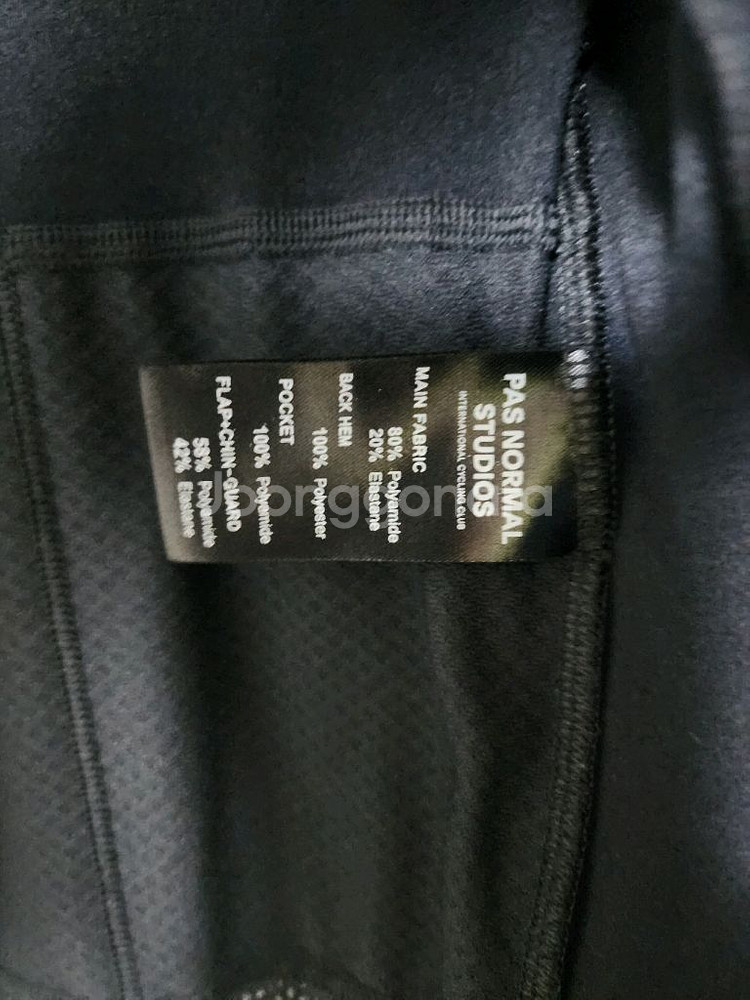 PAS NORMAL
STUDIOS
INTERNATIONAL CYCLING CLUB
MAIN FABRIC
80% Polyamide
20% Elastane
BACK HEM
100% Polyester
POCKET
100% Polyamide
FLAP+CHIN-GUARD
58% Polyamide
42% Elastane
Joongonara